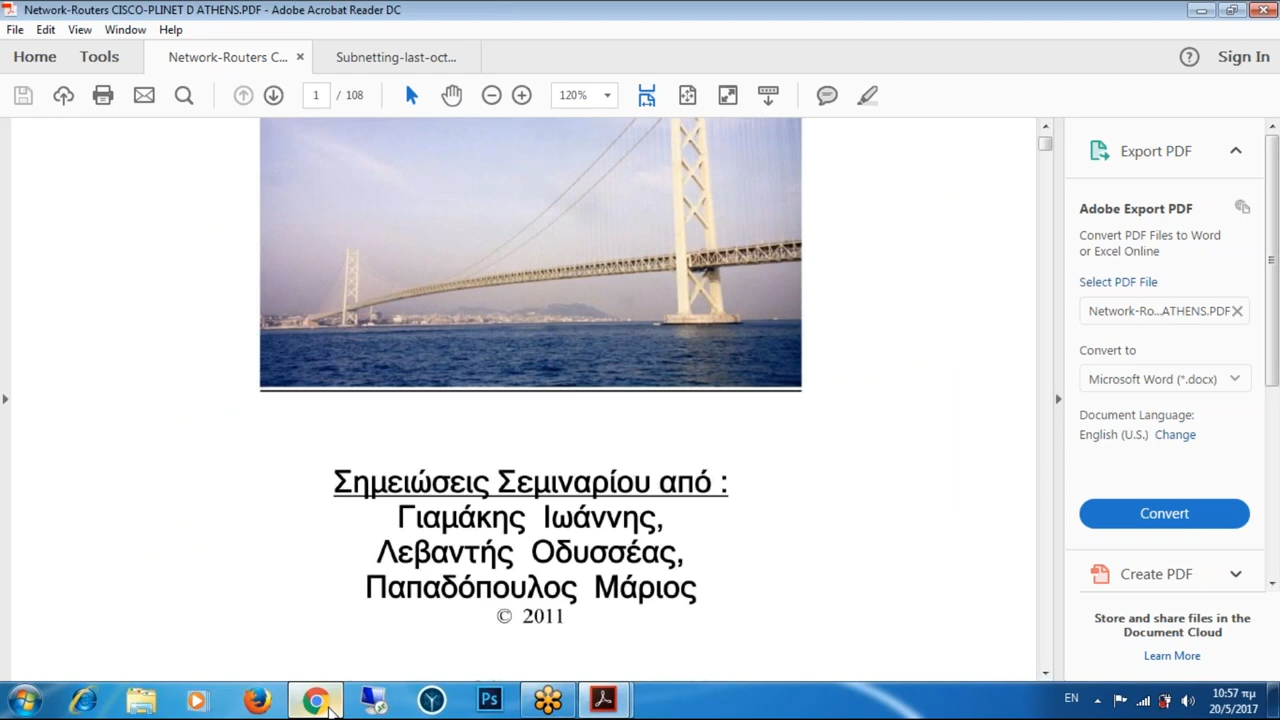 Network-Routers CISCO-PLINET D ATHENS.PDF - Adobe Acrobat Reader DC
File Edit View Window Help
Home Tools Network-Routers C... × Subnetting-last-oct... ? Sign In
1 / 108 120%
Export PDF
Adobe Export PDF
Convert PDF Files to Word
or Excel Online
Select PDF File
Network-Ro...ATHENS.PDF
Convert to
Microsoft Word (*.docx)
Document Language:
English (U.S.) Change
Convert
Create PDF
Store and share files in the
Document Cloud
Learn More
Σημειώσεις Σεμιναρίου από :
Γιαμάκης Ιωάννης,
Λεβαντής Οδυσσέας,
Παπαδόπουλος Μάριος
© 2011
Ps
EN
10:57 πμ
20/5/2017